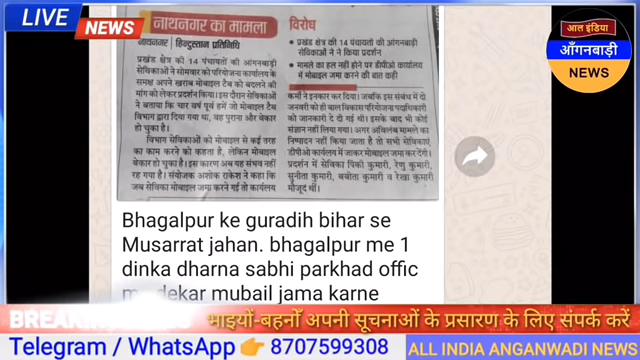 LIVE
NEWS
नाथनगर का मामला
नाथनगर | हिन्दुस्तान प्रतिनिधि
प्रखंड क्षेत्र की 14 पंचायतों की आंगनबाड़ी
सेविकाओं ने सोमवार को परियोजना कार्यालय के
समक्ष अपने खराब मोबाइल टैब को बदलने की
मांग को लेकर प्रदर्शन किया। इस दौरान सेविकाओं
ने बताया कि चार वर्ष पूर्व हमें जो मोबाइल टैब
विभाग द्वारा दिया गया था, वह पुराना और बेकार
हो चुका है।
विभाग सेविकाओं को मोबाइल से कई तरह
का काम करने को कहता है, लेकिन मोबाइल
बेकार हो चुका है। इस कारण अब यह संभव नहीं
रह गया है। संयोजक अशोक राकेश ने कहा कि
जब सेविका मोबाइल जमा करने गई तो कार्यालय
विरोध
प्रखंड क्षेत्र की 14 पंचायतों की आंगनबाड़ी
सेविकाओं ने ने किया प्रदर्शन
मामले का हल नहीं होने पर डीपीओ कार्यालय
में मोबाइल जमा करने की बात कही
कर्मी ने इनकार कर दिया। जबकि इस संबंध में दो
जनवरी को ही बाल विकास परियोजना पदाधिकारी
को जानकारी दे दी गई थी। इसके बाद भी कोई
संज्ञान नहीं लिया गया। अगर अविलंब मामले का
निष्पादन नहीं किया जाता है तो सभी सेविकाएं
डीपीओ कार्यालय में जाकर मोबाइल जमा कर देंगी।
प्रदर्शन में सेविका पिंकी कुमारी, रेणु कुमारी,
सुनीता कुमारी, बबीता कुमारी व रेखा कुमारी
मौजूद थीं।
आल इंडिया
आँगनबाड़ी
NEWS
Bhagalpur ke guradih bihar se
Musarrat jahan. bhagalpur me 1
dinka dharna sabhi parkhad offic
dekar mubail jama karne
भाइयों-बहनों अपनी सूचनाओं के प्रसारण के लिए संपर्क करें
Telegram / WhatsApp 👉 8707599308
ALL INDIA ANGANWADI NEWS